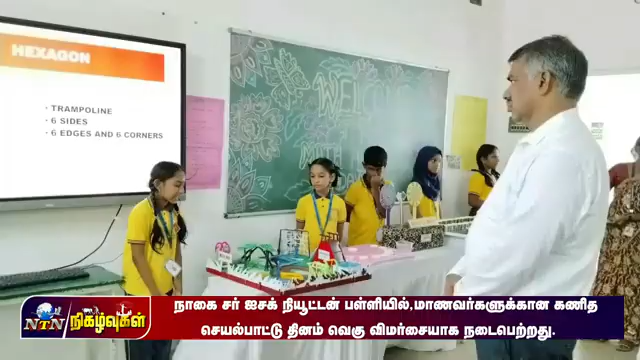 HEXAGON
• TRAMPOLINE
• 6 SIDES
• 6 EDGES AND 6 CORNERS
WELCOME
MATH
NTN
நிகழ்வுகள்
நாகை சர் ஐசக் நியூட்டன் பள்ளியில்,மாணவர்களுக்கான கணித
செயல்பாட்டு தினம் வெகு விமர்சையாக நடைபெற்றது.